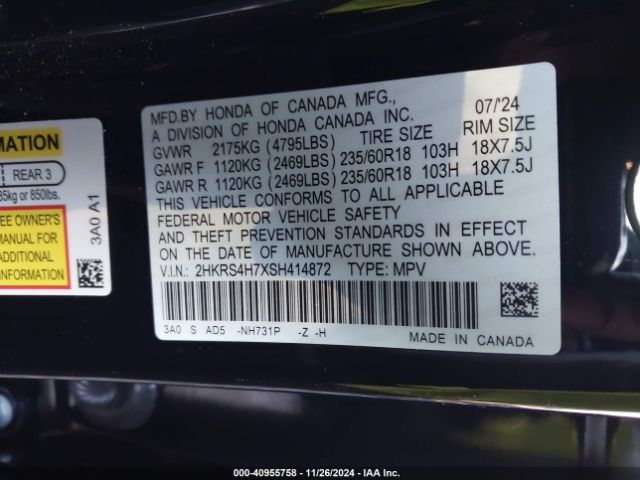 MATION
REAR 3
85kg or 850lbs.
EE OWNER'S
MANUAL FOR
ADDITIONAL
INFORMATION
3A0 A1
MFD.BY HONDA OF CANADA MFG., 07/'24
A DIVISION OF HONDA CANADA INC.
GVWR 2175KG (4795LBS) TIRE SIZE RIM SIZE
GAWR F 1120KG (2469LBS) 235/60R18 103H 18X7.5J
GAWR R 1120KG (2469LBS) 235/60R18 103H 18X7.5J
THIS VEHICLE CONFORMS TO ALL APPLICABLE
FEDERAL MOTOR VEHICLE SAFETY
AND THEFT PREVENTION STANDARDS IN EFFECT
ON THE DATE OF MANUFACTURE SHOWN ABOVE.
V.I.N.: 2HKRS4H7XSH414872 TYPE: MPV
3A0 S AD5 -NH731P -Z -H
MADE IN CANADA
000-40955758 - 11/26/2024 - IAA Inc.